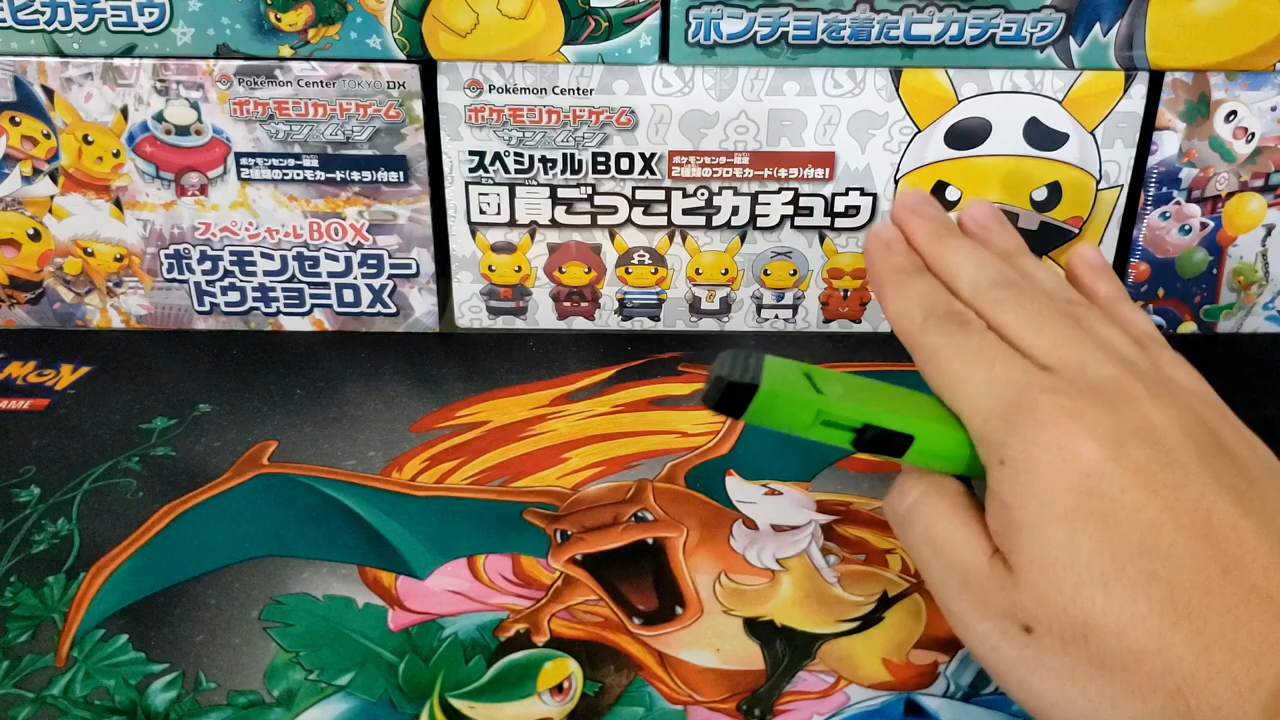 ピカチュウ
ポンチョを着たピカチュウ
Pokémon Center TOKYO DX
ポケモンカードゲーム
サン&ムーン
ポケモンセンター限定
2種類のプロモカード(キラ)付き!
スペシャルBOX
ポケモンセンター
トウキョーDX
Pokémon Center
ポケモンカードゲーム
サン&ムーン
スペシャルBOX
ポケモンセンター限定
2種類のプロモカード(キラ)付き!
団員ごっこピカチュウ
R
MON
AME